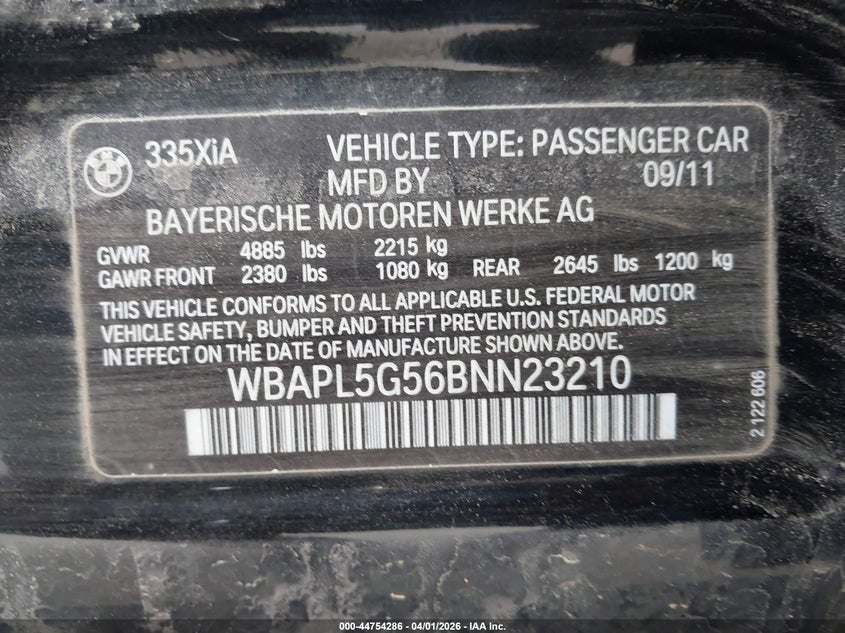 BMW
335XiA VEHICLE TYPE: PASSENGER CAR
MFD BY 09/11
BAYERISCHE MOTOREN WERKE AG
GVWR 4885 lbs 2215 kg
GAWR FRONT 2380 lbs 1080 kg REAR 2645 lbs 1200 kg
THIS VEHICLE CONFORMS TO ALL APPLICABLE U.S. FEDERAL MOTOR
VEHICLE SAFETY, BUMPER AND THEFT PREVENTION STANDARDS
IN EFFECT ON THE DATE OF MANUFACTURE SHOWN ABOVE.
WBAPL5G56BNN23210
2 122 606
000-44754286 - 04/01/2026 - IAA Inc.